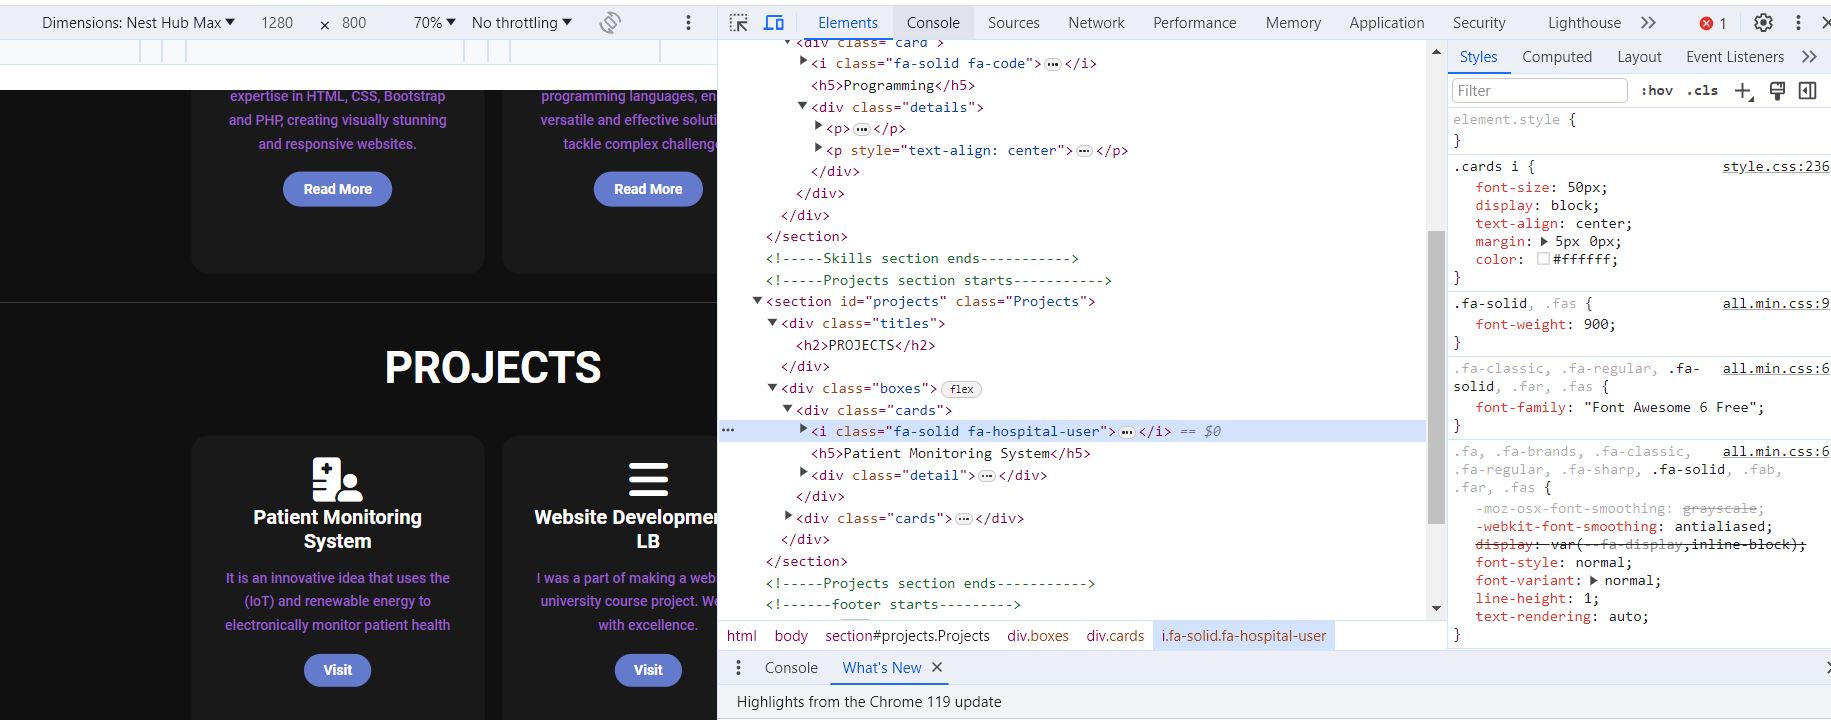 Dimensions: Nest Hub Max ▼ 1280 × 800 70% ▼ No throttling ▼
expertise in HTML, CSS, Bootstrap
and PHP, creating visually stunning
and responsive websites.
Read More
programming languages, en
versatile and effective soluti
tackle complex challeng
Read More
PROJECTS
Patient Monitoring
System
It is an innovative idea that uses the
(IoT) and renewable energy to
electronically monitor patient health
Visit
Website Developmen
LB
I was a part of making a web
university course project. We
with excellence.
Visit
Elements Console Sources Network Performance Memory Application Security Lighthouse 1
<div class="card">
<i class="fa-solid fa-code">…</i>
<h5>Programming</h5>
<div class="details">
<p>…</p>
<p style="text-align: center">…</p>
</div>
</div>
</div>
</section>
<!-----Skills section ends----------->
<!-----Projects section starts----------->
<section id="projects" class="Projects">
<div class="titles">
<h2>PROJECTS</h2>
</div>
<div class="boxes"> flex
<div class="cards">
<i class="fa-solid fa-hospital-user">…</i> == $0
<h5>Patient Monitoring System</h5>
<div class="detail">…</div>
</div>
<div class="cards">…</div>
</div>
</section>
<!-----Projects section ends----------->
<!------footer starts--------->
html body section#projects.Projects div.boxes div.cards i.fa-solid.fa-hospital-user
Console What's New
Highlights from the Chrome 119 update
Styles Computed Layout Event Listeners
Filter :hov .cls
element.style {
}
.cards i { style.css:236
font-size: 50px;
display: block;
text-align: center;
margin: 5px 0px;
color: #ffffff;
}
.fa-solid, .fas { all.min.css:9
font-weight: 900;
}
.fa-classic, .fa-regular, .fa- all.min.css:6
solid, .far, .fas {
font-family: "Font Awesome 6 Free";
}
.fa, .fa-brands, .fa-classic, all.min.css:6
.fa-regular, .fa-sharp, .fa-solid, .fab,
.far, .fas {
-moz-osx-font-smoothing: grayscale;
-webkit-font-smoothing: antialiased;
display: var(--fa-display,inline-block);
font-style: normal;
font-variant: normal;
line-height: 1;
text-rendering: auto;
}